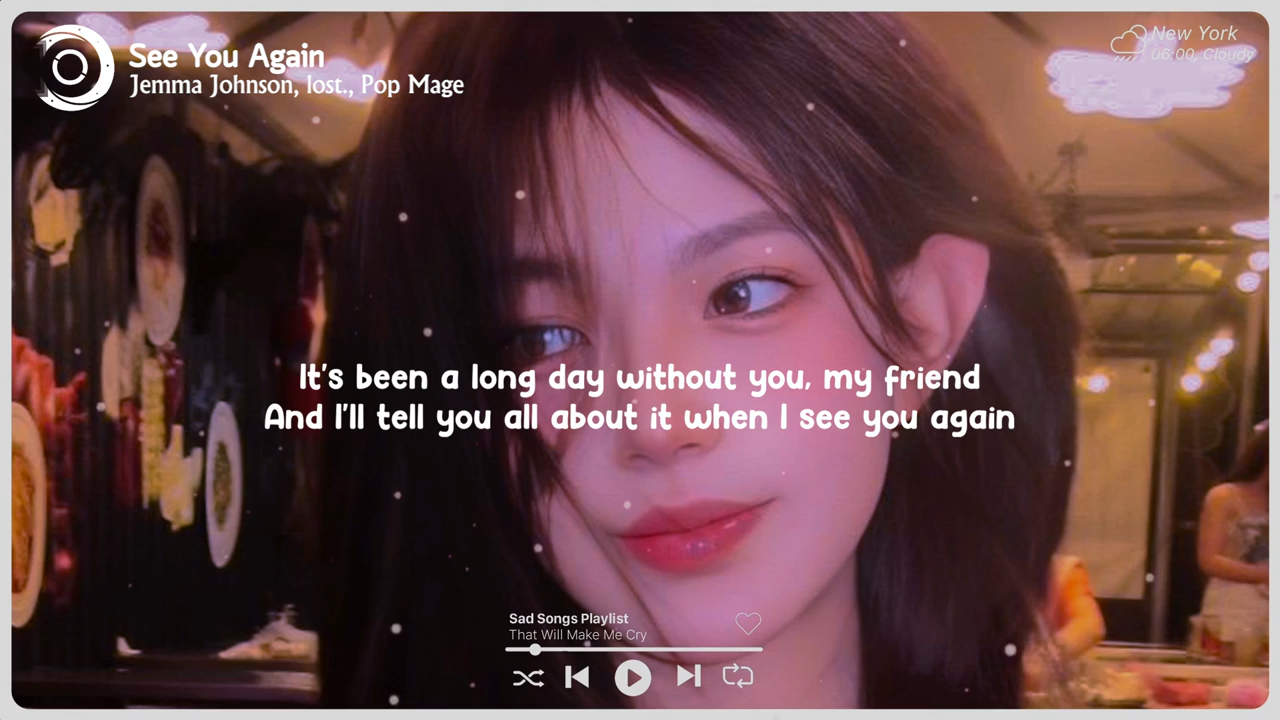 See You Again
Jemma Johnson, lost., Pop Mage
New York
06:00, Cloudy
It's been a long day without you, my friend
And I'll tell you all about it when I see you again
Sad Songs Playlist
That Will Make Me Cry